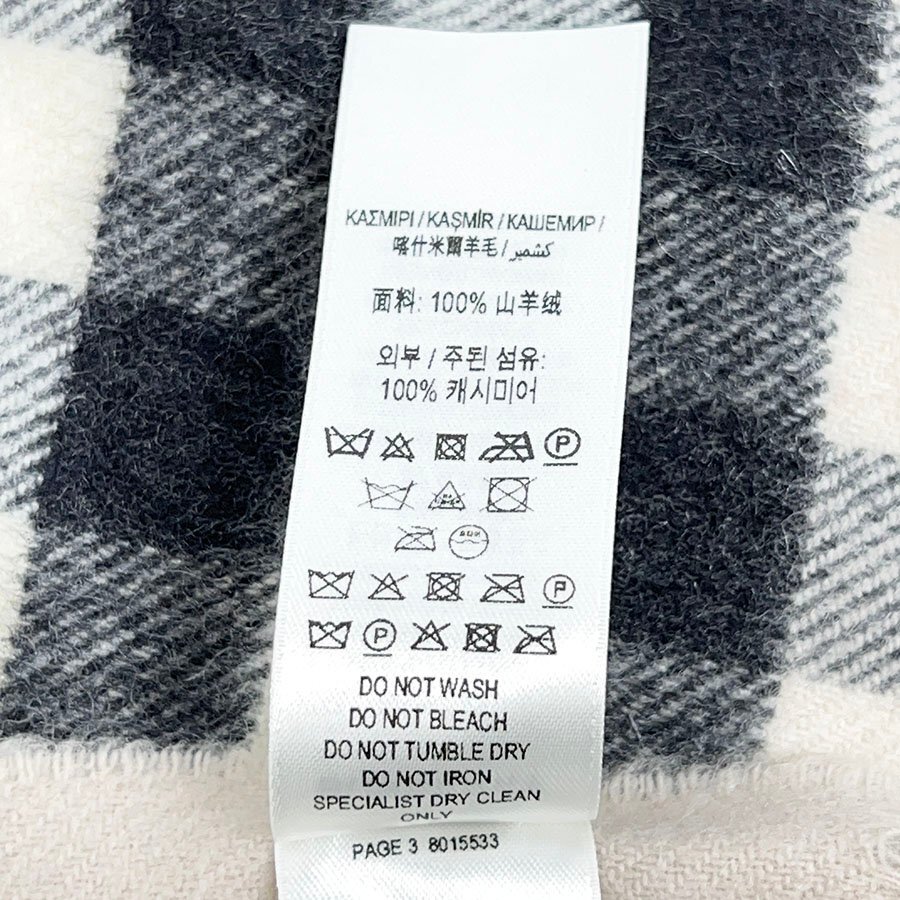 ΚΑΣΜΙΡΙ / KAŞMİR / КАШЕМИР /
喀什米爾羊毛 / كشمير
面料: 100% 山羊绒
외부 / 주된 섬유:
100% 캐시미어
P
P
P
DO NOT WASH
DO NOT BLEACH
DO NOT TUMBLE DRY
DO NOT IRON
SPECIALIST DRY CLEAN
ONLY
PAGE 3 8015533